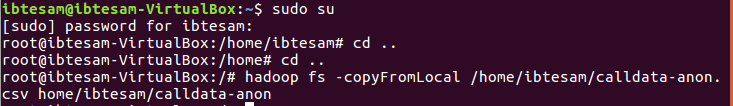 ibtesam@ibtesam-VirtualBox:~$ sudo su
[sudo] password for ibtesam:
root@ibtesam-VirtualBox:/home/ibtesam# cd ..
root@ibtesam-VirtualBox:/home# cd ..
root@ibtesam-VirtualBox:/# hadoop fs -copyFromLocal /home/ibtesam/calldata-anon.
csv home/ibtesam/calldata-anon